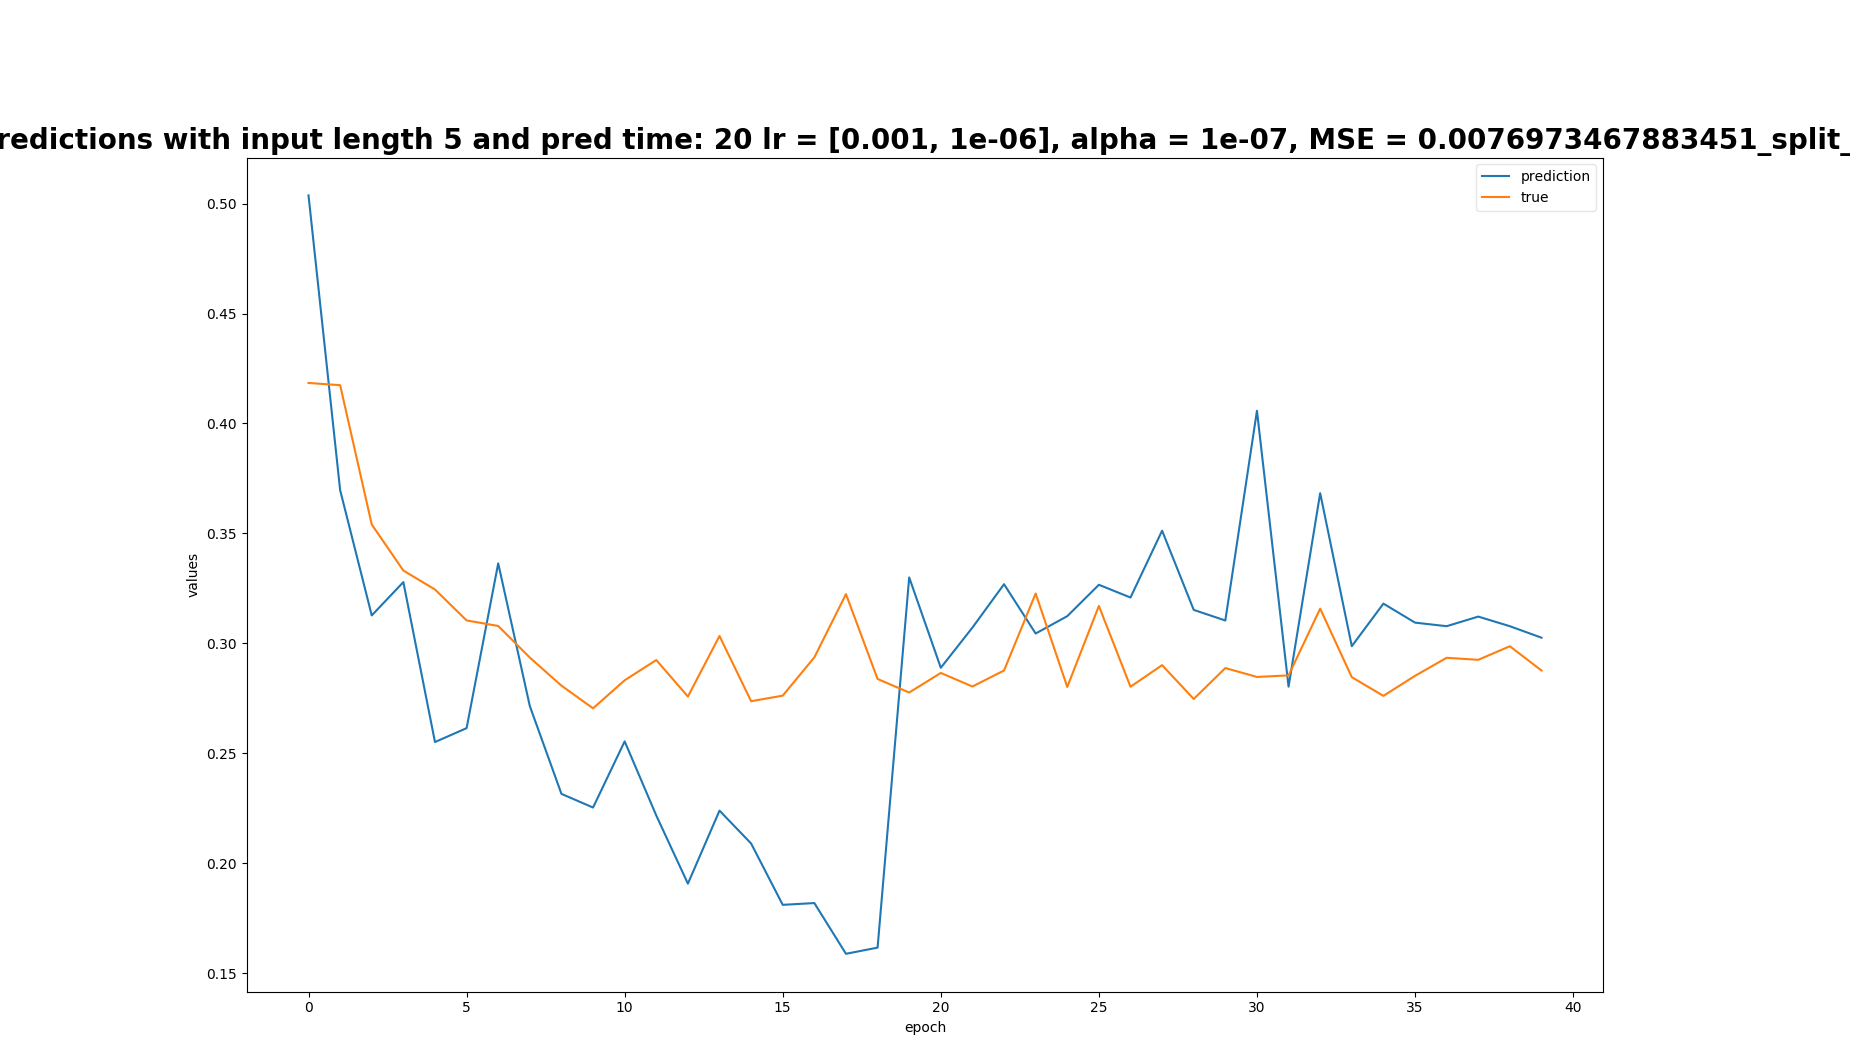 redictions with input length 5 and pred time: 20 lr = [0.001, 1e-06], alpha = 1e-07, MSE = 0.0076973467883451_split_
prediction
true
0.50
0.45
0.40
0.35
0.30
0.25
0.20
0.15
values
0 5 10 15 20 25 30 35 40
epoch